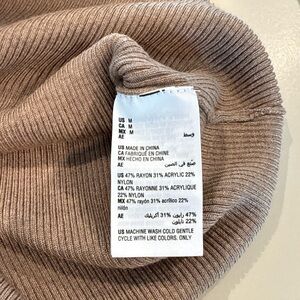 US M
CA M
MX M
AE وسط
US MADE IN CHINA
CA FABRIQUÉ EN CHINE
MX HECHO EN CHINA
AE صنع في الصين
US 47% RAYON 31% ACRYLIC 22%
NYLON
CA 47% RAYONNE 31% ACRYLIQUE
22% NYLON
MX 47% rayón 31% acrílico 22%
nilón
AE 47% رايون 31% أكريليك
22% نايلون
US MACHINE WASH COLD GENTLE
CYCLE WITH LIKE COLORS. ONLY